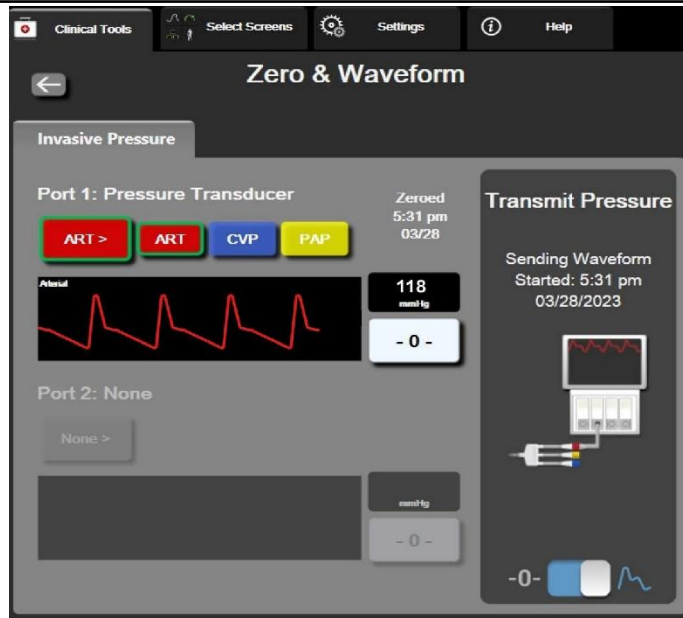 Clinical Tools
Select Screens
Settings
Help
Zero & Waveform
Invasive Pressure
Port 1: Pressure Transducer
Zeroed
5:31 pm
03/28
ART >
ART
CVP
PAP
Arterial
118
mmHg
- 0 -
Port 2: None
None >
mmHg
- 0 -
Transmit Pressure
Sending Waveform
Started: 5:31 pm
03/28/2023
-0-